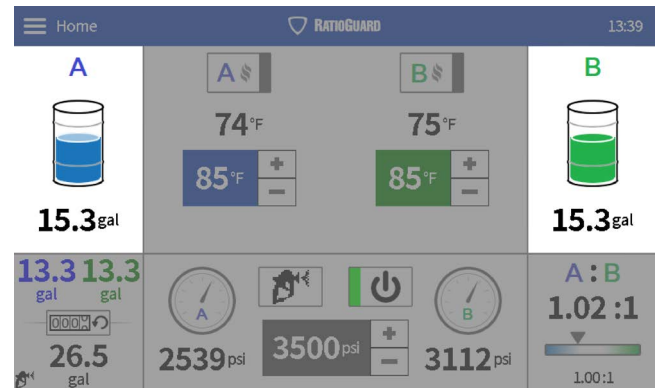 Home RATIOGUARD 13:39
A A B B
74°F 75°F
85°F + − 85°F + −
15.3gal 15.3gal
13.3 13.3 A:B
gal gal
A B 1.02 :1
000
26.5 2539psi 3500psi + − 3112psi
gal 1.00:1